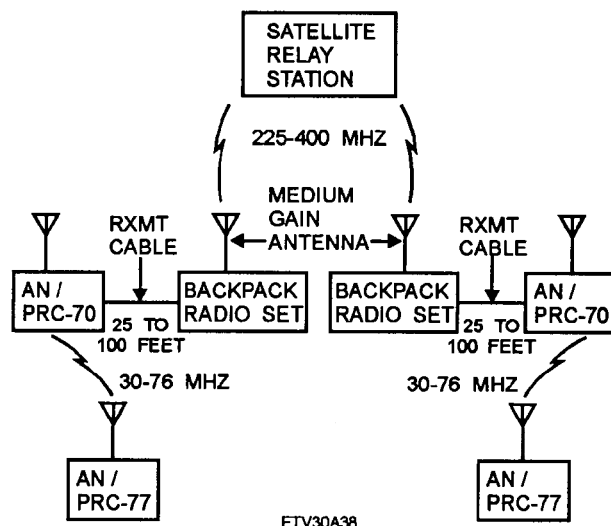 SATELLITE
RELAY
STATION
225-400 MHZ
MEDIUM
GAIN
ANTENNA
RXMT
CABLE
RXMT
CABLE
AN /
PRC-70
BACKPACK
RADIO SET
BACKPACK
RADIO SET
AN /
PRC-70
25 TO
100 FEET
25 TO
100 FEET
30-76 MHZ
30-76 MHZ
AN /
PRC-77
AN /
PRC-77
ETV30A38